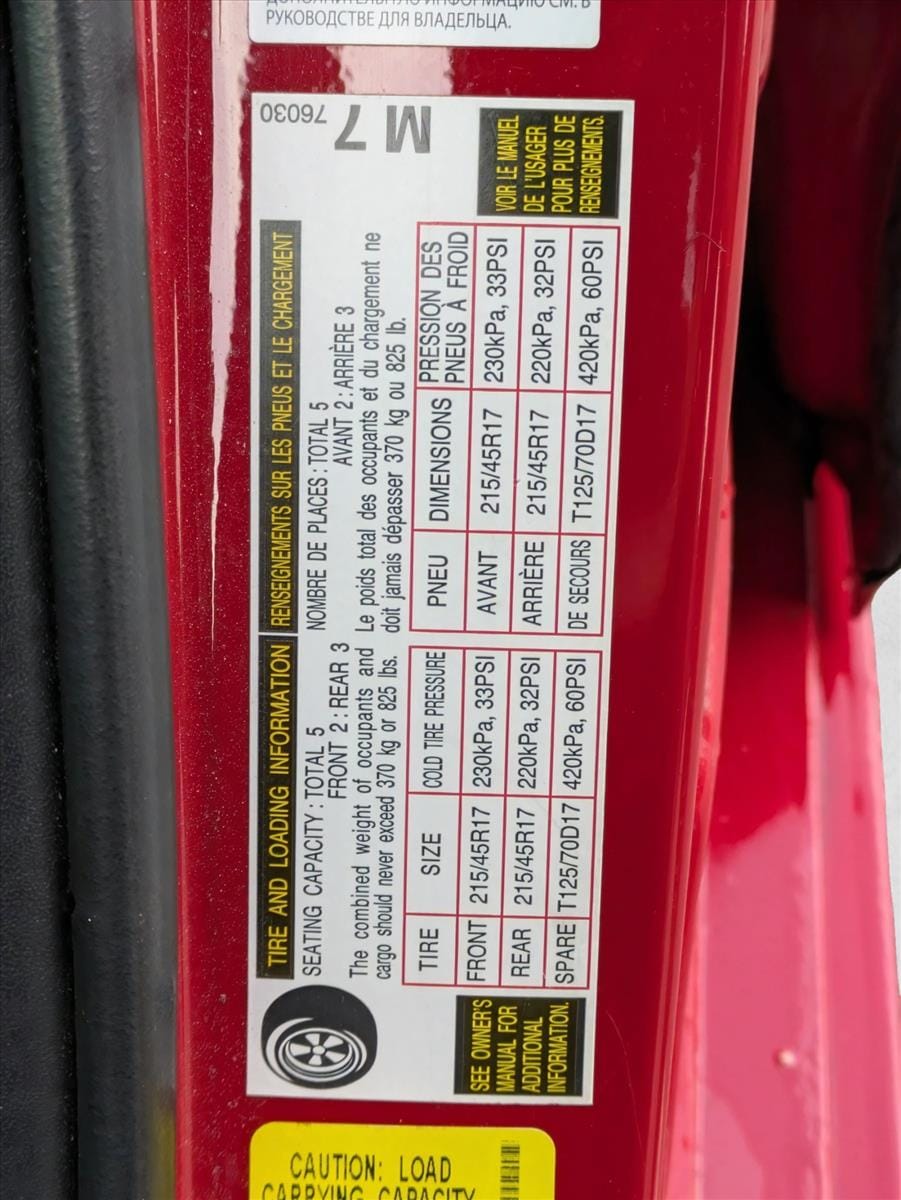 ДОПОЛНИТЕЛЬНУЮ ИНФОРМАЦИЮ СМ. В
РУКОВОДСТВЕ ДЛЯ ВЛАДЕЛЬЦА.
TIRE AND LOADING INFORMATION
SEATING CAPACITY : TOTAL 5
FRONT 2 : REAR 3
The combined weight of occupants and
cargo should never exceed 370 kg or 825 lbs.
TIRE SIZE COLD TIRE PRESSURE
FRONT 215/45R17 230kPa, 33PSI
REAR 215/45R17 220kPa, 32PSI
SPARE T125/70D17 420kPa, 60PSI
SEE OWNER'S
MANUAL FOR
ADDITIONAL
INFORMATION.
RENSEIGNEMENTS SUR LES PNEUS ET LE CHARGEMENT
NOMBRE DE PLACES : TOTAL 5
AVANT 2 : ARRIÈRE 3
Le poids total des occupants et du chargement ne
doit jamais dépasser 370 kg ou 825 lb.
PNEU DIMENSIONS PRESSION DES
PNEUS À FROID
AVANT 215/45R17 230kPa, 33PSI
ARRIÈRE 215/45R17 220kPa, 32PSI
DE SECOURS T125/70D17 420kPa, 60PSI
VOIR LE MANUEL
DE L'USAGER
POUR PLUS DE
RENSEIGNEMENTS.
76030
M 7
CAUTION: LOAD
CARRYING CAPACITY